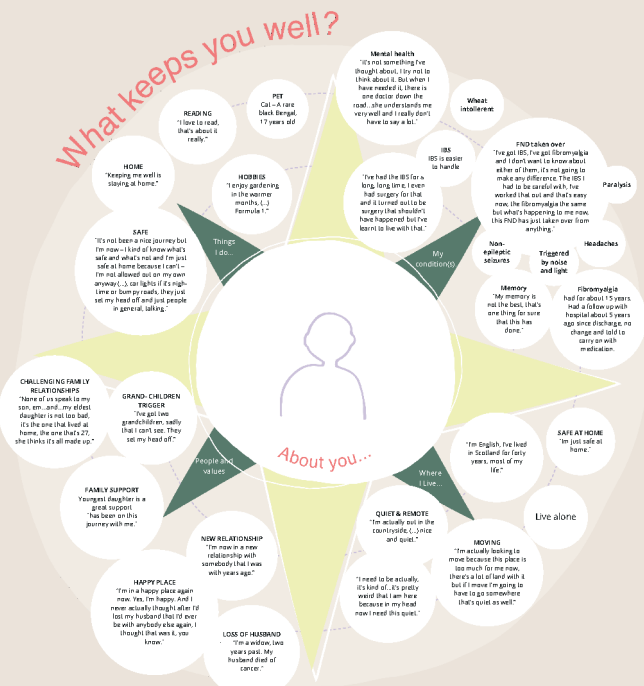 What keeps you well?
Mental health
"It's not something I've
thought about, I try not to
think about it. But when I
have needed it, there is
one doctor down the
road...she understands me
very well and I really don't
have to say a lot."
PET
Cat – A rare
black Bengal,
17 years old
READING
"I love to read,
that's about it
really."
Wheat
intollerent
HOME
"Keeping me well is
staying at home."
HOBBIES
"I enjoy gardening
in the warmer
months, (...)
Formula 1."
IBS
IBS is easier
to handle
"I've had the IBS for a
long, long time. I even
had surgery for that
and it turned out to be
surgery that shouldn't
have happened but I've
learnt to live with that."
FND taken over
"I've got IBS, I've got fibromyalgia
and I don't want to know about
either of them, it's not going to
make any difference. The IBS I
had to be careful with, I've
worked that out and that's easy
now, the fibromyalgia the same
but what's happening to me now,
this FND has just taken over from
anything."
Paralysis
SAFE
"It's not been a nice journey but
I'm now – I kind of know what's
safe and what's not and I'm just
safe at home because I can't –
I'm not allowed out on my own
anyway (...), car lights if it's nigh-
time or bumpy roads, they just
set my head off and just people
in general, talking."
Things
I do...
My
condition(s)
Non-
epileptic
seizures
Triggered
by noise
and light
Headaches
Memory
"My memory is
not the best, that's
one thing for sure
that this has
done."
Fibromyalgia
had for about 15 years.
Had a follow up with
hospital about 5 years
ago since discharge, no
change and told to
carry on with
medication.
CHALLENGING FAMILY
RELATIONSHIPS
"None of us speak to my
son, em...and...my eldest
daughter is not too bad,
it's the one that lived at
home, the one that's 27,
she thinks it's all made up."
GRAND- CHILDREN
TRIGGER
"I've got two
grandchildren, sadly
that I can't see. They
set my head off."
About you...
People and
values
Where
I Live...
"I'm English, I've lived
in Scotland for forty
years, most of my
life."
SAFE AT HOME
"Im just safe at
home."
FAMILY SUPPORT
Youngest daughter is a
great support
"has been on this
journey with me."
QUIET & REMOTE
"I'm actually out in the
countryside, (...) nice
and quiet."
Live alone
NEW RELATIONSHIP
"I'm now in a new
relationship with
somebody that I was
with years ago."
MOVING
"I'm actually looking to
move because this place is
too much for me now,
there's a lot of land with it
but if I move I'm going to
have to go somewhere
that's quiet as well."
HAPPY PLACE
"I'm in a happy place again
now. Yes, I'm happy. And I
never actually thought after I'd
lost my husband that I'd ever
be with anybody else again, I
thought that was it, you
know."
"I need to be actually,
it's kind of...it's pretty
weird that I am here
because in my head
now I need this quiet."
LOSS OF HUSBAND
"I'm a widow, two
years past. My
husband died of
cancer."